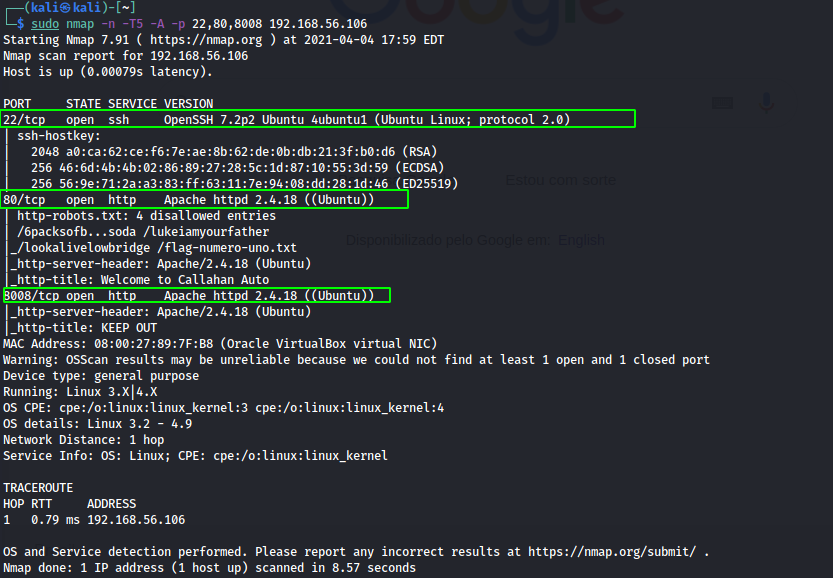 Google
┌──(kali㉿kali)-[~]
└─$ sudo nmap -n -T5 -A -p 22,80,8008 192.168.56.106
Starting Nmap 7.91 ( https://nmap.org ) at 2021-04-04 17:59 EDT
Nmap scan report for 192.168.56.106
Host is up (0.00079s latency).
PORT     STATE SERVICE VERSION
22/tcp   open  ssh     OpenSSH 7.2p2 Ubuntu 4ubuntu1 (Ubuntu Linux; protocol 2.0)
| ssh-hostkey:
|   2048 a0:ca:62:ce:f6:7e:ae:8b:62:de:0b:db:21:3f:b0:d6 (RSA)
|   256 46:6d:4b:4b:02:86:89:27:28:5c:1d:87:10:55:3d:59 (ECDSA)
|   256 56:9e:71:2a:a3:83:ff:63:11:7e:94:08:dd:28:1d:46 (ED25519)
Estou com sorte
80/tcp   open  http    Apache httpd 2.4.18 ((Ubuntu))
| http-robots.txt: 4 disallowed entries
| /6packsofb...soda /lukeiamyourfather
Disponibilizado pelo Google em: English
|_/lookalivelowbridge /flag-numero-uno.txt
|_http-server-header: Apache/2.4.18 (Ubuntu)
|_http-title: Welcome to Callahan Auto
8008/tcp open  http    Apache httpd 2.4.18 ((Ubuntu))
|_http-server-header: Apache/2.4.18 (Ubuntu)
|_http-title: KEEP OUT
MAC Address: 08:00:27:89:7F:B8 (Oracle VirtualBox virtual NIC)
Warning: OSScan results may be unreliable because we could not find at least 1 open and 1 closed port
Device type: general purpose
Running: Linux 3.X|4.X
OS CPE: cpe:/o:linux:linux_kernel:3 cpe:/o:linux:linux_kernel:4
OS details: Linux 3.2 - 4.9
Network Distance: 1 hop
Service Info: OS: Linux; CPE: cpe:/o:linux:linux_kernel
TRACEROUTE
HOP RTT     ADDRESS
1   0.79 ms 192.168.56.106
OS and Service detection performed. Please report any incorrect results at https://nmap.org/submit/ .
Nmap done: 1 IP address (1 host up) scanned in 8.57 seconds